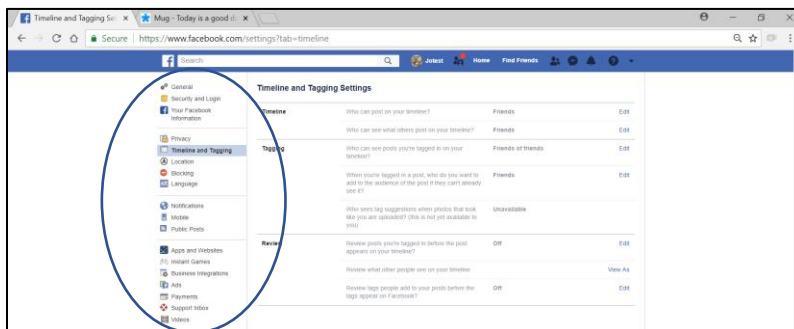 Timeline and Tagging Set
Mug - Today is a good d
Secure | https://www.facebook.com/settings?tab=timeline
Search
Jotest
Home
Find Friends
General
Security and Login
Your Facebook
Information
Privacy
Timeline and Tagging
Location
Blocking
Language
Notifications
Mobile
Public Posts
Apps and Websites
Instant Games
Business Integrations
Ads
Payments
Support Inbox
Videos
Timeline and Tagging Settings
Timeline
Who can post on your timeline?
Friends
Edit
Who can see what others post on your timeline?
Friends
Edit
Tagging
Who can see posts you're tagged in on your
timeline?
Friends of friends
Edit
When you're tagged in a post, who do you want to
add to the audience of the post if they can't already
see it?
Friends
Edit
Who sees tag suggestions when photos that look
like you are uploaded? (this is not yet available to
you)
Unavailable
Review
Review posts you're tagged in before the post
appears on your timeline?
Off
Edit
Review what other people see on your timeline
View As
Review tags people add to your posts before the
tags appear on Facebook?
Off
Edit